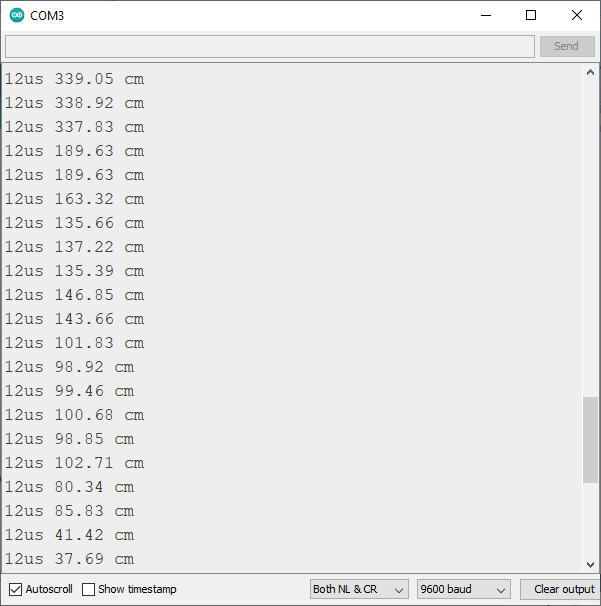 COM3
Send
12us 339.05 cm
12us 338.92 cm
12us 337.83 cm
12us 189.63 cm
12us 189.63 cm
12us 163.32 cm
12us 135.66 cm
12us 137.22 cm
12us 135.39 cm
12us 146.85 cm
12us 143.66 cm
12us 101.83 cm
12us 98.92 cm
12us 99.46 cm
12us 100.68 cm
12us 98.85 cm
12us 102.71 cm
12us 80.34 cm
12us 85.83 cm
12us 41.42 cm
12us 37.69 cm
Autoscroll Show timestamp Both NL & CR 9600 baud Clear output